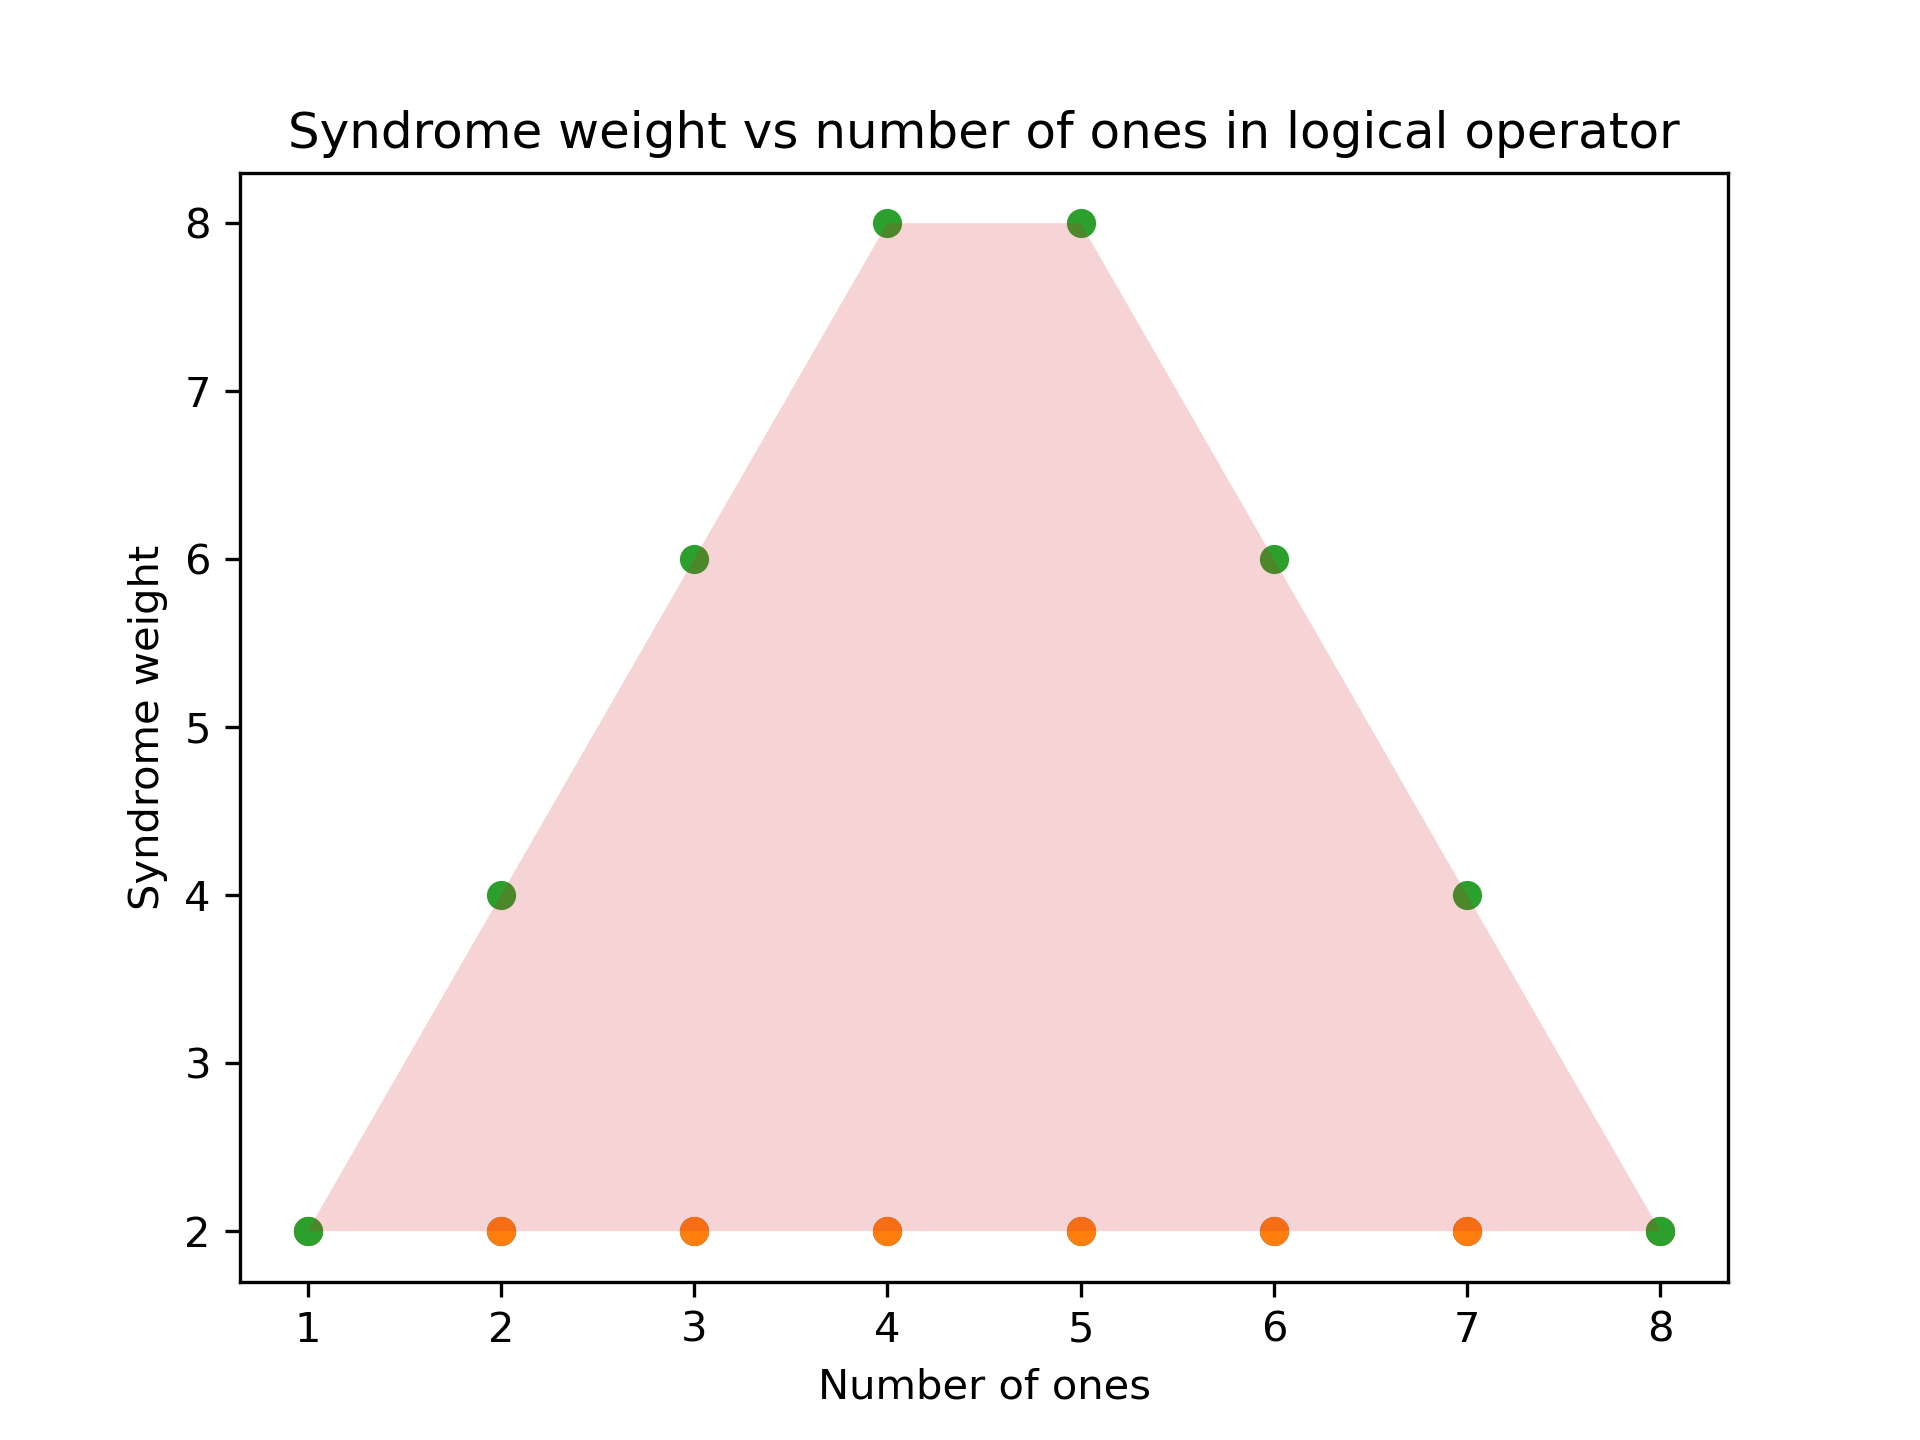 Syndrome weight vs number of ones in logical operator
8
7
6
5
4
3
2
Syndrome weight
1 2 3 4 5 6 7 8
Number of ones